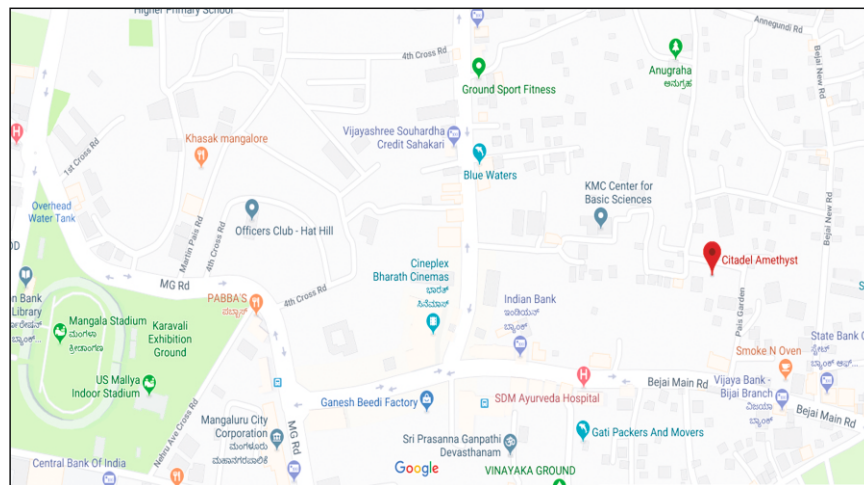 Higher Primary School
4th Cross Rd
Annegundi Rd
Bejai New Rd
Ground Sport Fitness
Anugraha
ಅನುಗ್ರಹ
1st Cross Rd
Khasak mangalore
Vijayashree Souhardha
Credit Sahakari
Blue Waters
KMC Center for
Basic Sciences
Overhead
Water Tank
Martin Pais Rd
4th Cross Rd
Officers Club - Hat Hill
Bejai New Rd
Citadel Amethyst
Cineplex
Bharath Cinemas
ಭಾರತ್
ಸಿನೆಮಾಸ್
MG Rd
PABBA'S
ಪಬ್ಬಾಸ್
4th Cross Rd
Indian Bank
ಇಂಡಿಯನ್
ಬ್ಯಾಂಕ್
Pais Garden
on Bank
Library
ಬ್ಯಾಂಕ್...
Mangala Stadium
ಮಂಗಳಾ
ಕ್ರೀಡಾಂಗಣ
Karavali
Exhibition
Ground
State Bank O
ಸ್ಟೇಟ್
ಬ್ಯಾಂಕ್ ಆಫ್...
Smoke N Oven
US Mallya
Indoor Stadium
Bejai Main Rd
Vijaya Bank -
Bijai Branch
ವಿಜಯಾ
ಬ್ಯಾಂಕ್
SDM Ayurveda Hospital
Ganesh Beedi Factory
Bejai Main Rd
Nehru Ave Cross Rd
Mangaluru City
Corporation
ಮಂಗಳೂರು
ಮಹಾನಗರಪಾಲಿಕೆ
MG Rd
Sri Prasanna Ganpathi
Devasthanam
Gati Packers And Movers
Central Bank Of India
Google
VINAYAKA GROUND